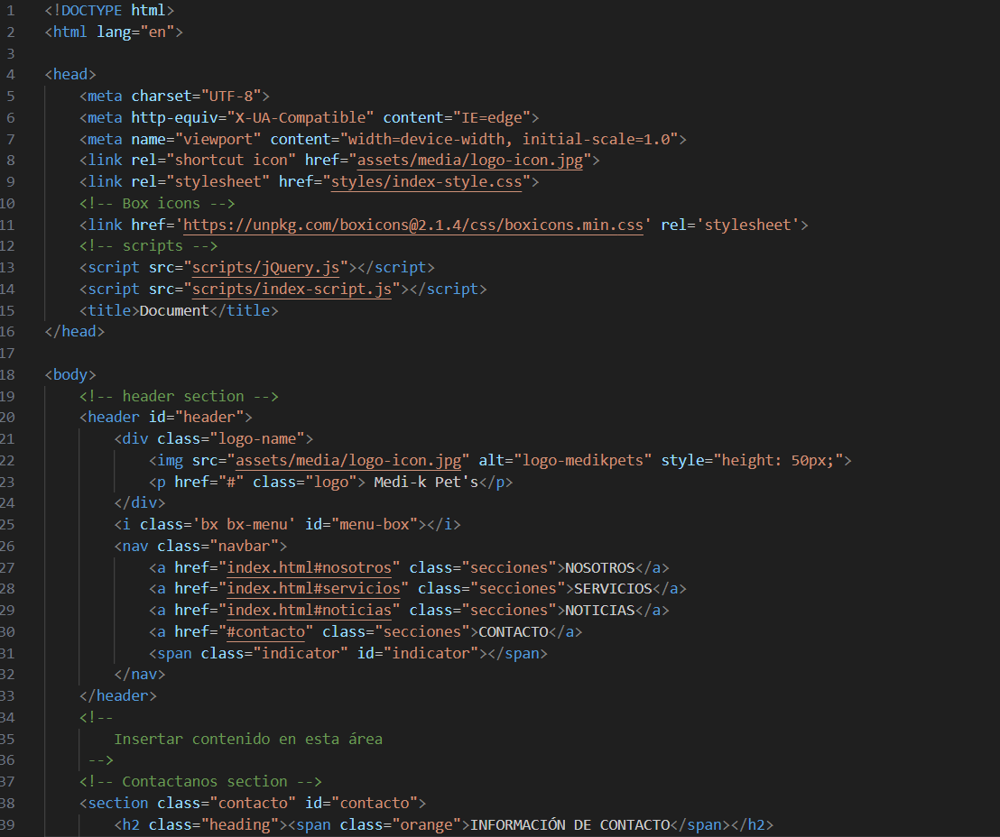 1 <!DOCTYPE html>
2 <html lang="en">
3
4 <head>
5     <meta charset="UTF-8">
6     <meta http-equiv="X-UA-Compatible" content="IE=edge">
7     <meta name="viewport" content="width=device-width, initial-scale=1.0">
8     <link rel="shortcut icon" href="assets/media/logo-icon.jpg">
9     <link rel="stylesheet" href="styles/index-style.css">
10     <!-- Box icons -->
11     <link href='https://unpkg.com/boxicons@2.1.4/css/boxicons.min.css' rel='stylesheet'>
12     <!-- scripts -->
13     <script src="scripts/jQuery.js"></script>
14     <script src="scripts/index-script.js"></script>
15     <title>Document</title>
16 </head>
17
18 <body>
19     <!-- header section -->
20     <header id="header">
21         <div class="logo-name">
22             <img src="assets/media/logo-icon.jpg" alt="logo-medikpets" style="height: 50px;">
23             <p href="#" class="logo"> Medi-k Pet's</p>
24         </div>
25         <i class='bx bx-menu' id="menu-box"></i>
26         <nav class="navbar">
27             <a href="index.html#nosotros" class="secciones">NOSOTROS</a>
28             <a href="index.html#servicios" class="secciones">SERVICIOS</a>
29             <a href="index.html#noticias" class="secciones">NOTICIAS</a>
30             <a href="#contacto" class="secciones">CONTACTO</a>
31             <span class="indicator" id="indicator"></span>
32         </nav>
33     </header>
34     <!--
35         Insertar contenido en esta área
36      -->
37     <!-- Contactanos section -->
38     <section class="contacto" id="contacto">
39         <h2 class="heading"><span class="orange">INFORMACIÓN DE CONTACTO</span></h2>